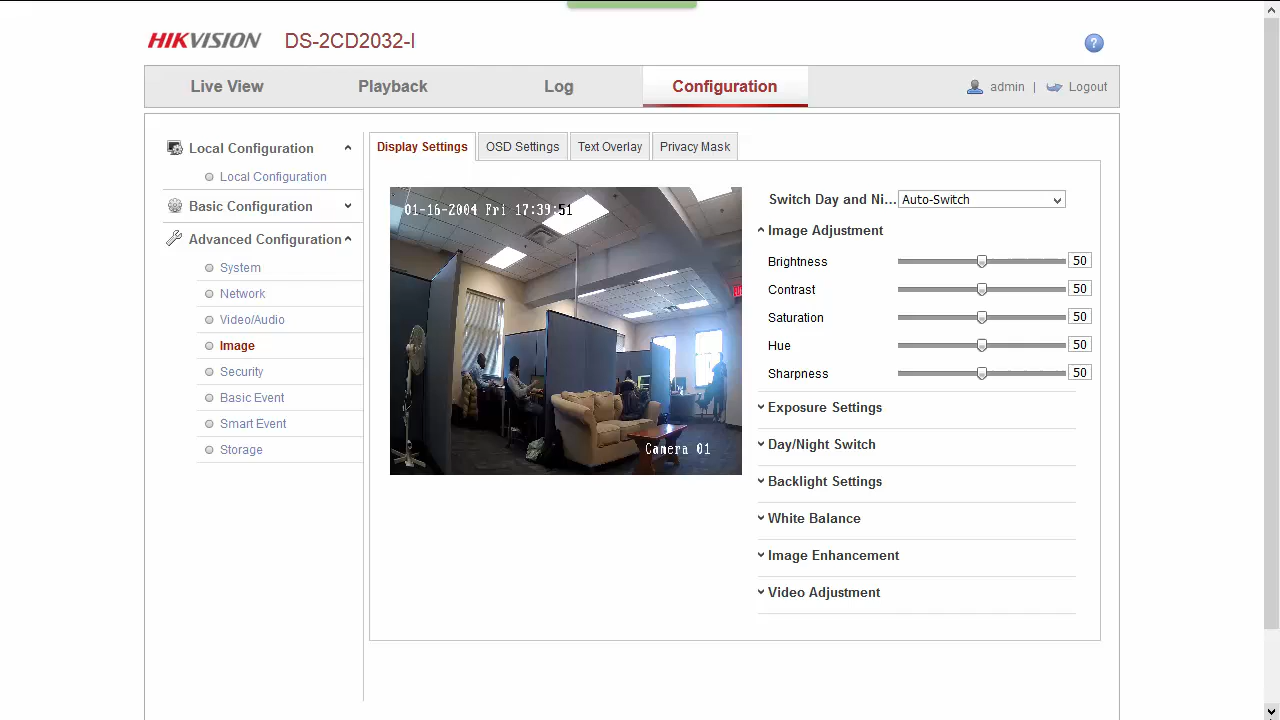 HIKVISION DS-2CD2032-I
?
Live View Playback Log Configuration admin | Logout
Local Configuration
Local Configuration
Basic Configuration
Advanced Configuration
System
Network
Video/Audio
Image
Security
Basic Event
Smart Event
Storage
Display Settings OSD Settings Text Overlay Privacy Mask
01-16-2004 Fri 17:39:51
Camera 01
Switch Day and Ni... Auto-Switch
Image Adjustment
Brightness 50
Contrast 50
Saturation 50
Hue 50
Sharpness 50
Exposure Settings
Day/Night Switch
Backlight Settings
White Balance
Image Enhancement
Video Adjustment